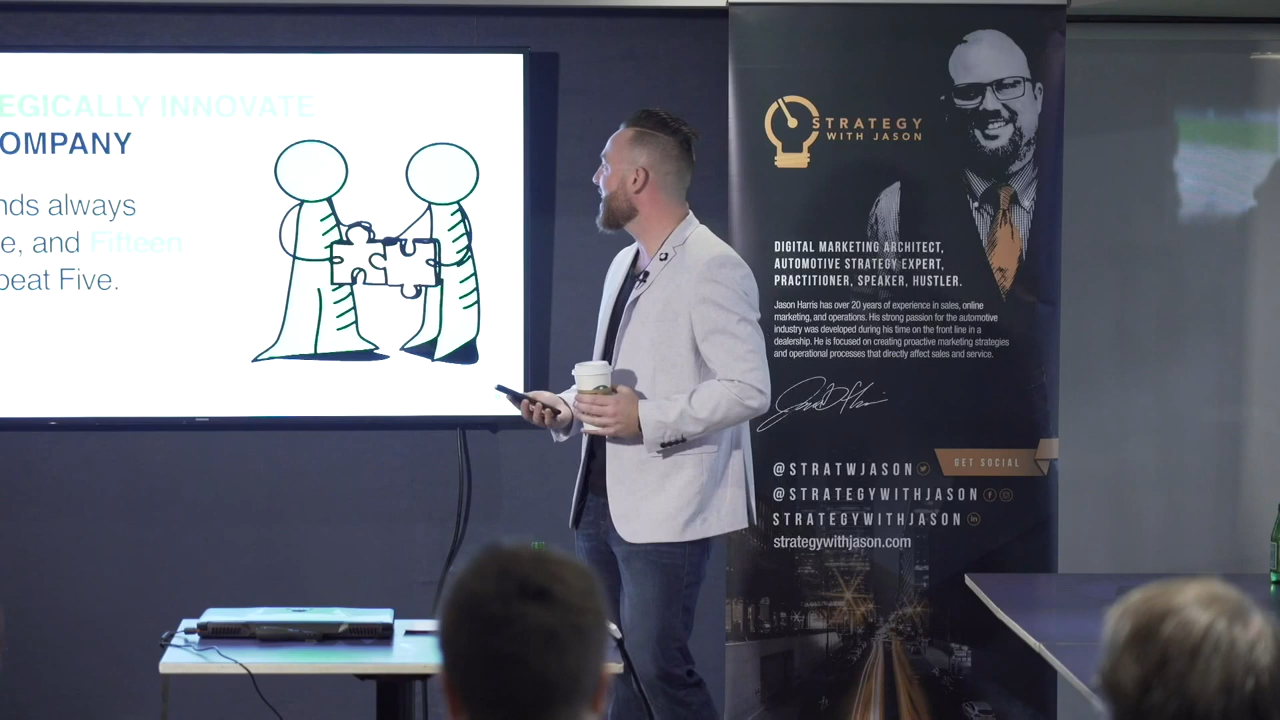 EGICALLY INNOVATE
OMPANY
nds always
e, and Fifteen
peat Five.
STRATEGY
WITH JASON
DIGITAL MARKETING ARCHITECT,
AUTOMOTIVE STRATEGY EXPERT,
PRACTITIONER, SPEAKER, HUSTLER.
Jason Harris has over 20 years of experience in sales, online
marketing, and operations. His strong passion for the automotive
industry was developed during his time on the front line in a
dealership. He is focused on creating proactive marketing strategies
and operational processes that directly affect sales and service.
GET SOCIAL
@STRATWJASON
@STRATEGYWITHJASON
STRATEGYWITHJASON
strategywithjason.com